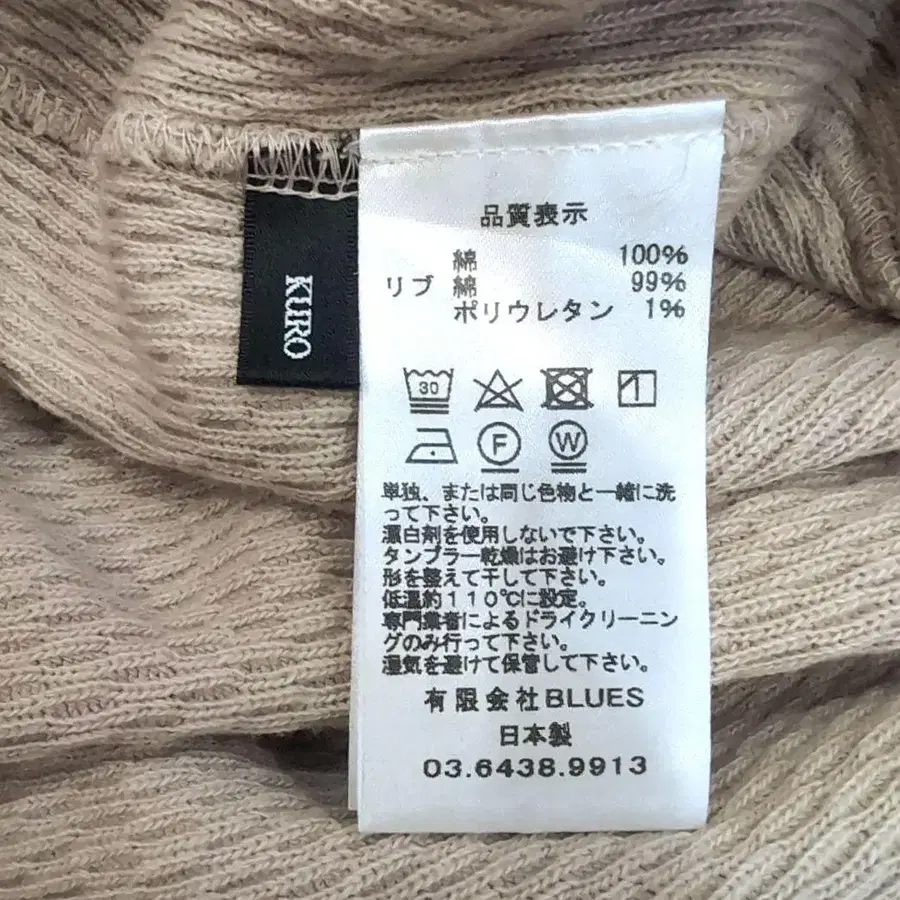 KURO
品質表示
綿 100%
リブ 綿 99%
ポリウレタン 1%
30
F W
単独、または同じ色物と一緒に洗
って下さい。
漂白剤を使用しないで下さい。
タンブラー乾燥はお避け下さい。
形を整えて干して下さい。
低温約110℃に設定。
専門業者によるドライクリーニン
グのみ行って下さい。
湿気を避けて保管して下さい。
有限会社BLUES
日本製
03.6438.9913